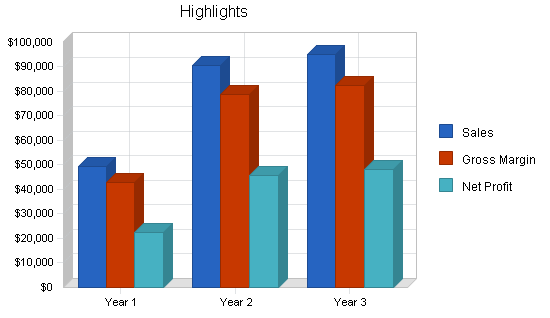 Highlights
$100,000
$90,000
$80,000
$70,000
$60,000
$50,000
$40,000
$30,000
$20,000
$10,000
$0
Year 1
Year 2
Year 3
Sales
Gross Margin
Net Profit